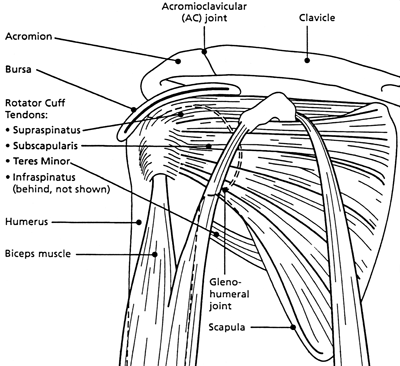 Acromioclavicular
(AC) joint
Clavicle
Acromion
Bursa
Rotator Cuff
Tendons:
• Supraspinatus
• Subscapularis
• Teres Minor
• Infraspinatus
(behind, not shown)
Humerus
Biceps muscle
Gleno-
humeral
joint
Scapula